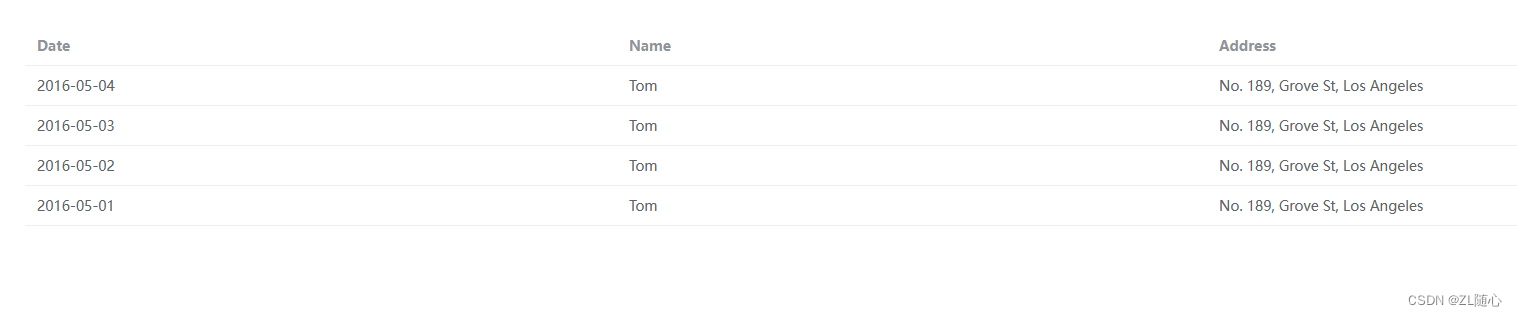 Date Name Address
2016-05-04 Tom No. 189, Grove St, Los Angeles
2016-05-03 Tom No. 189, Grove St, Los Angeles
2016-05-02 Tom No. 189, Grove St, Los Angeles
2016-05-01 Tom No. 189, Grove St, Los Angeles
CSDN @ZL随心